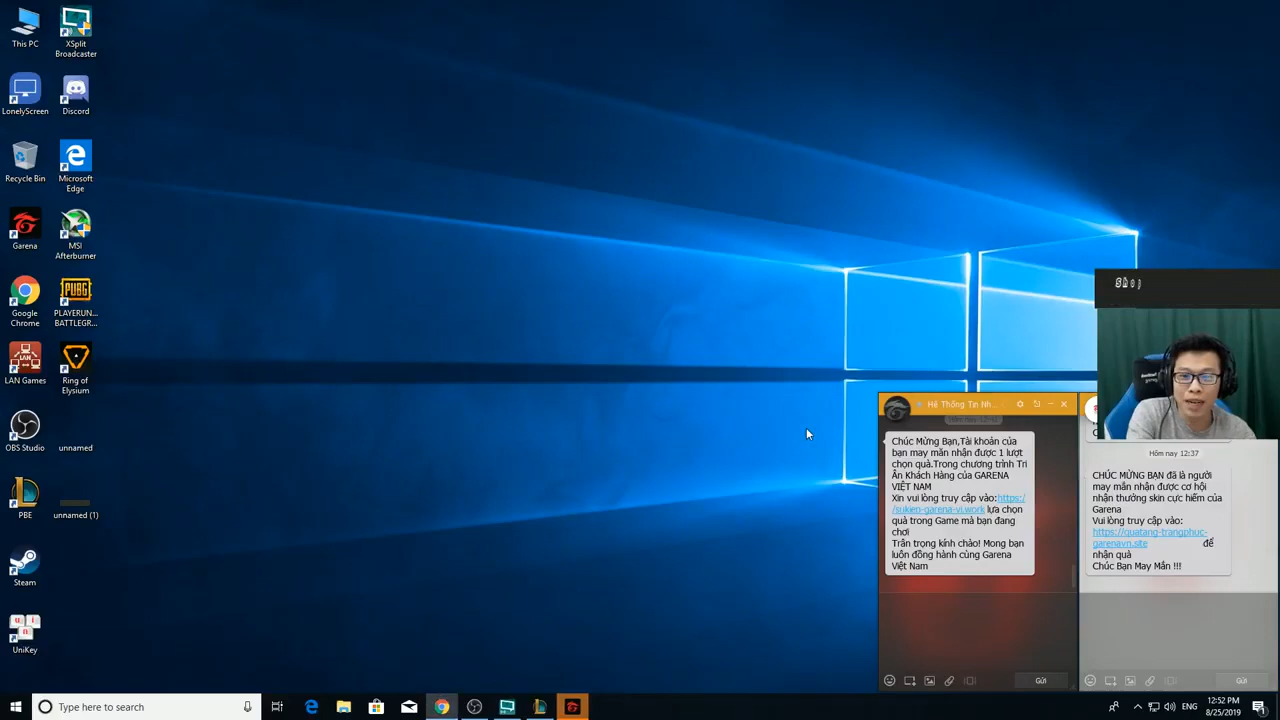 This PC
XSplit
Broadcaster
LonelyScreen
Discord
Recycle Bin
Microsoft
Edge
Garena
MSI
Afterburner
Google
Chrome
PUBG
PLAYERUN...
BATTLEGR...
LAN
LAN Games
Ring of
Elysium
OBS Studio
unnamed
PBE
unnamed (1)
Steam
u i
n
UniKey
Hệ Thống Tin Nh...
Chúc Mừng Bạn,Tài khoản của
bạn may mắn nhận được 1 lượt
chọn quà.Trong chương trình Tri
Ân Khách Hàng của GARENA
VIỆT NAM
Xin vui lòng truy cập vào:https:/
/sukien-garena-vi.work lựa chọn
quà trong Game mà bạn đang
chơi
Trân trọng kính chào! Mong bạn
luôn đồng hành cùng Garena
Việt Nam
Gửi
Hôm nay 12:37
CHÚC MỪNG BẠN đã là người
may mắn nhận được cơ hội
nhận thưởng skin cực hiếm của
Garena
Vui lòng truy cập vào:
https://quatang-trangphuc-
garenavn.site để
nhận quà
Chúc Bạn May Mắn !!!
Gửi
Type here to search
ENG
12:52 PM
8/25/2019